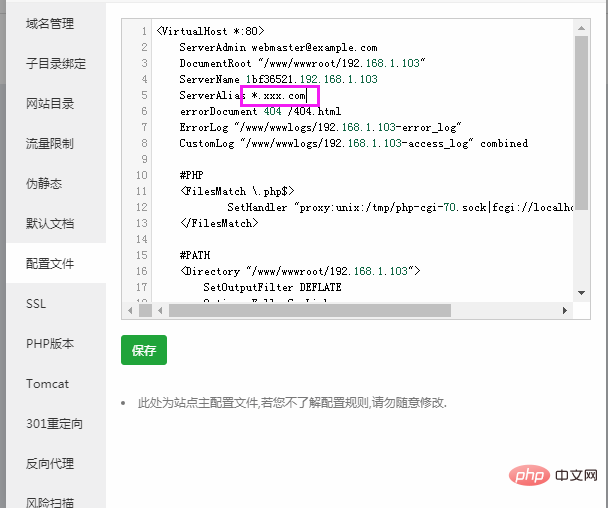 域名管理
子目录绑定
网站目录
流量限制
伪静态
默认文档
配置文件
SSL
PHP版本
Tomcat
301重定向
反向代理
风险扫描
1 <VirtualHost *:80>
2 ServerAdmin webmaster@example.com
3 DocumentRoot "/www/wwwroot/192.168.1.103"
4 ServerName 1bf36521.192.168.1.103
5 ServerAlias *.xxx.com
6 errorDocument 404 /404.html
7 ErrorLog "/www/wwwlogs/192.168.1.103-error_log"
8 CustomLog "/www/wwwlogs/192.168.1.103-access_log" combined
9
10 #PHP
11 <FilesMatch \.php$>
12 SetHandler "proxy:unix:/tmp/php-cgi-70.sock|fcgi://localho
13 </FilesMatch>
14
15 #PATH
16 <Directory "/www/wwwroot/192.168.1.103">
17 SetOutputFilter DEFLATE
18
保存
• 此处为站点主配置文件,若您不了解配置规则,请勿随意修改.
php 中文网